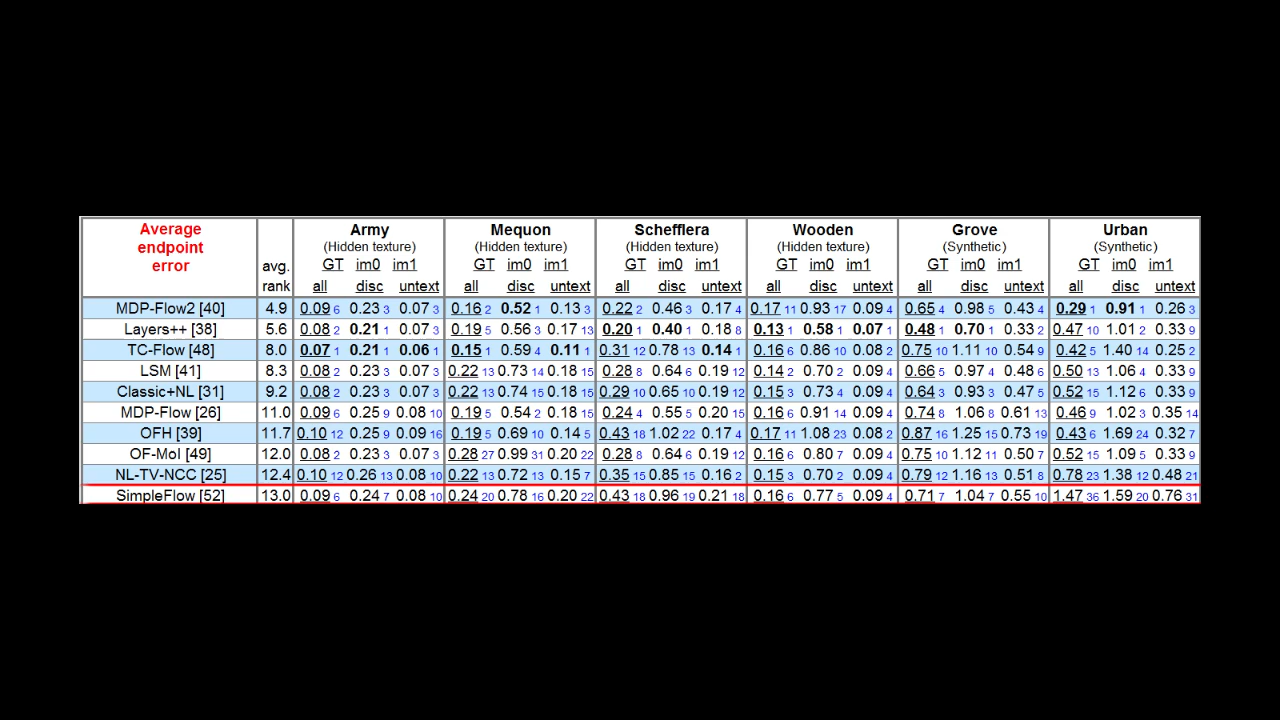 Average endpoint error avg. rank Army (Hidden texture) GT im0 im1 all disc untext Mequon (Hidden texture) GT im0 im1 all disc untext Schefflera (Hidden texture) GT im0 im1 all disc untext Wooden (Hidden texture) GT im0 im1 all disc untext Grove (Synthetic) GT im0 im1 all disc untext Urban (Synthetic) GT im0 im1 all disc untext
MDP-Flow2 [40] 4.9 0.09 6 0.23 3 0.07 3 0.16 2 0.52 1 0.13 3 0.22 2 0.46 3 0.17 4 0.17 11 0.93 17 0.09 4 0.65 4 0.98 5 0.43 4 0.29 1 0.91 1 0.26 3
Layers++ [38] 5.6 0.08 2 0.21 1 0.07 3 0.19 5 0.56 3 0.17 13 0.20 1 0.40 1 0.18 8 0.13 1 0.58 1 0.07 1 0.48 1 0.70 1 0.33 2 0.47 10 1.01 2 0.33 9
TC-Flow [48] 8.0 0.07 1 0.21 1 0.06 1 0.15 1 0.59 4 0.11 1 0.31 12 0.78 13 0.14 1 0.16 6 0.86 10 0.08 2 0.75 10 1.11 10 0.54 9 0.42 5 1.40 14 0.25 2
LSM [41] 8.3 0.08 2 0.23 3 0.07 3 0.22 13 0.73 14 0.18 15 0.28 8 0.64 6 0.19 12 0.14 2 0.70 2 0.09 4 0.66 5 0.97 4 0.48 6 0.50 13 1.06 4 0.33 9
Classic+NL [31] 9.2 0.08 2 0.23 3 0.07 3 0.22 13 0.74 15 0.18 15 0.29 10 0.65 10 0.19 12 0.15 3 0.73 4 0.09 4 0.64 3 0.93 3 0.47 5 0.52 15 1.12 6 0.33 9
MDP-Flow [26] 11.0 0.09 6 0.25 9 0.08 10 0.19 5 0.54 2 0.18 15 0.24 4 0.55 5 0.20 15 0.16 6 0.91 14 0.09 4 0.74 8 1.06 8 0.61 13 0.46 9 1.02 3 0.35 14
OFH [39] 11.7 0.10 12 0.25 9 0.09 16 0.19 5 0.69 10 0.14 5 0.43 18 1.02 22 0.17 4 0.17 11 1.08 23 0.08 2 0.87 16 1.25 15 0.73 19 0.43 6 1.69 24 0.32 7
OF-Mol [49] 12.0 0.08 2 0.23 3 0.07 3 0.28 27 0.99 31 0.20 22 0.28 8 0.64 6 0.19 12 0.16 6 0.80 7 0.09 4 0.75 10 1.12 11 0.50 7 0.52 15 1.09 5 0.33 9
NL-TV-NCC [25] 12.4 0.10 12 0.26 13 0.08 10 0.22 13 0.72 13 0.15 7 0.35 15 0.85 15 0.16 2 0.15 3 0.70 2 0.09 4 0.79 12 1.16 13 0.51 8 0.78 23 1.38 12 0.48 21
SimpleFlow [52] 13.0 0.09 6 0.24 7 0.08 10 0.24 20 0.78 16 0.20 22 0.43 18 0.96 19 0.21 18 0.16 6 0.77 5 0.09 4 0.71 7 1.04 7 0.55 10 1.47 36 1.59 20 0.76 31